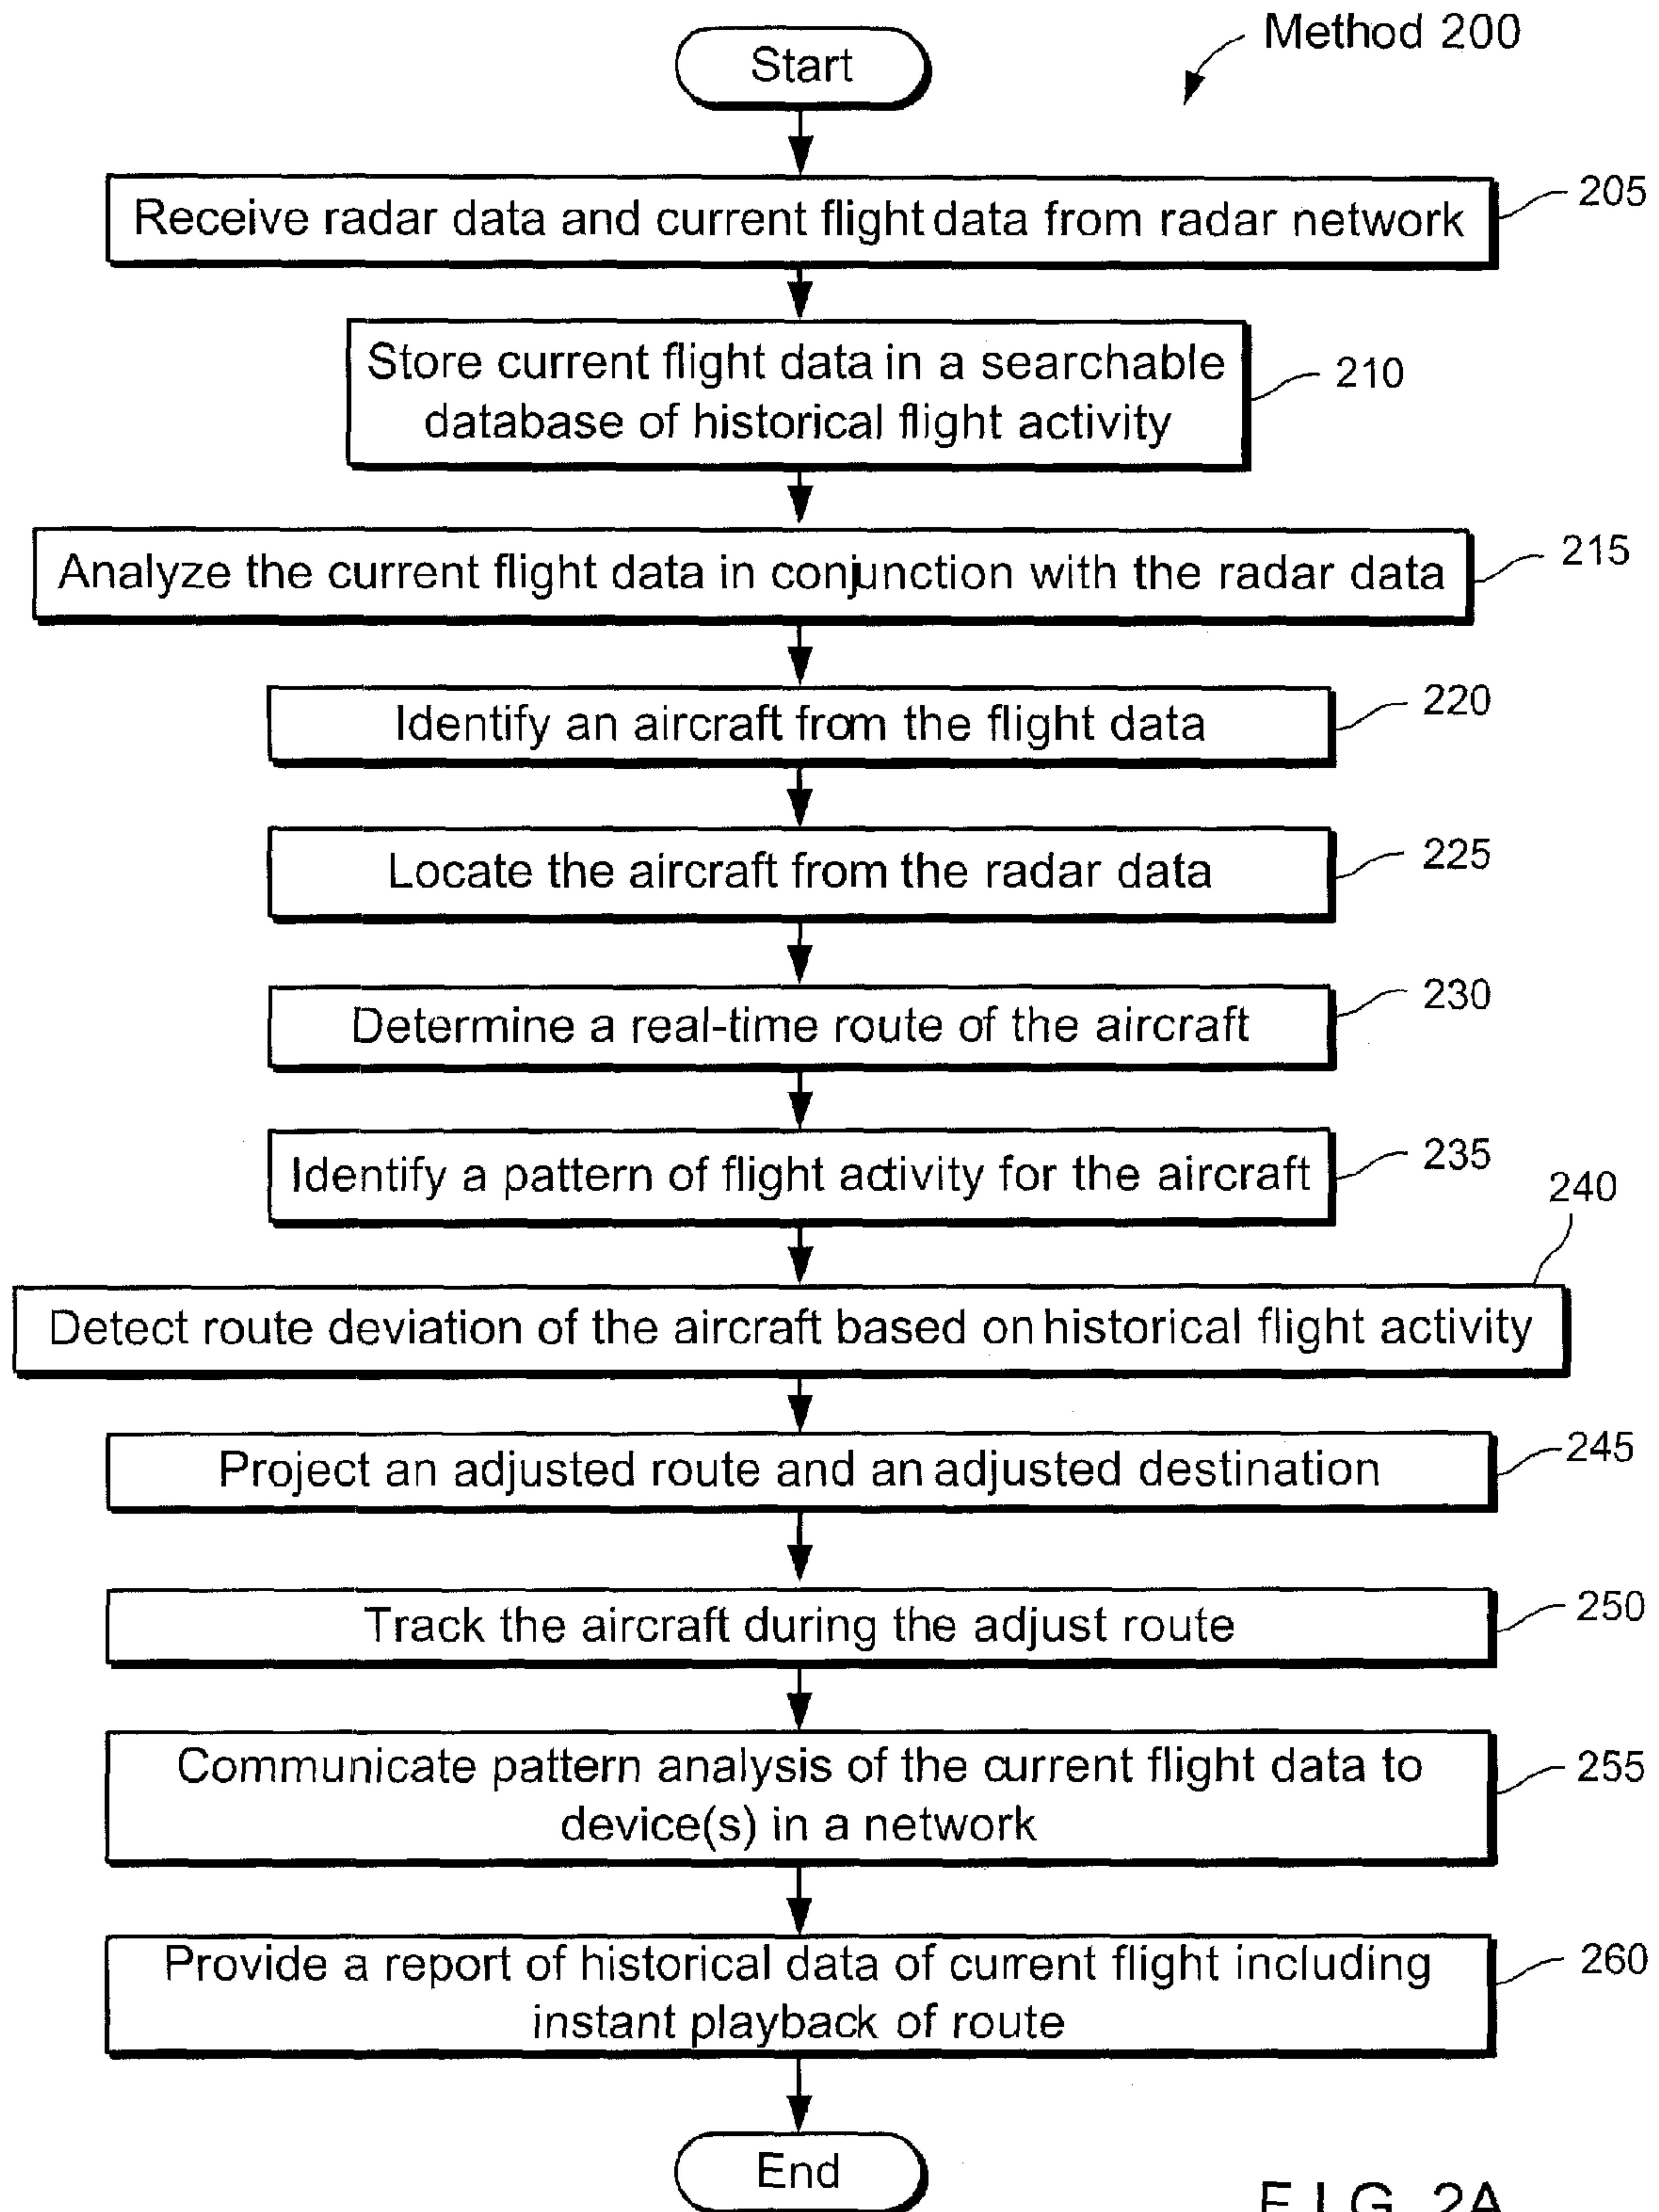 Method 200
Start
Receive radar data and current flight data from radar network
205
Store current flight data in a searchable
database of historical flight activity
210
Analyze the current flight data in conjunction with the radar data
215
Identify an aircraft from the flight data
220
Locate the aircraft from the radar data
225
Determine a real-time route of the aircraft
230
Identify a pattern of flight activity for the aircraft
235
240
Detect route deviation of the aircraft based on historical flight activity
Project an adjusted route and an adjusted destination
245
Track the aircraft during the adjust route
250
Communicate pattern analysis of the current flight data to
device(s) in a network
255
Provide a report of historical data of current flight including
instant playback of route
260
End
FIG. 2A